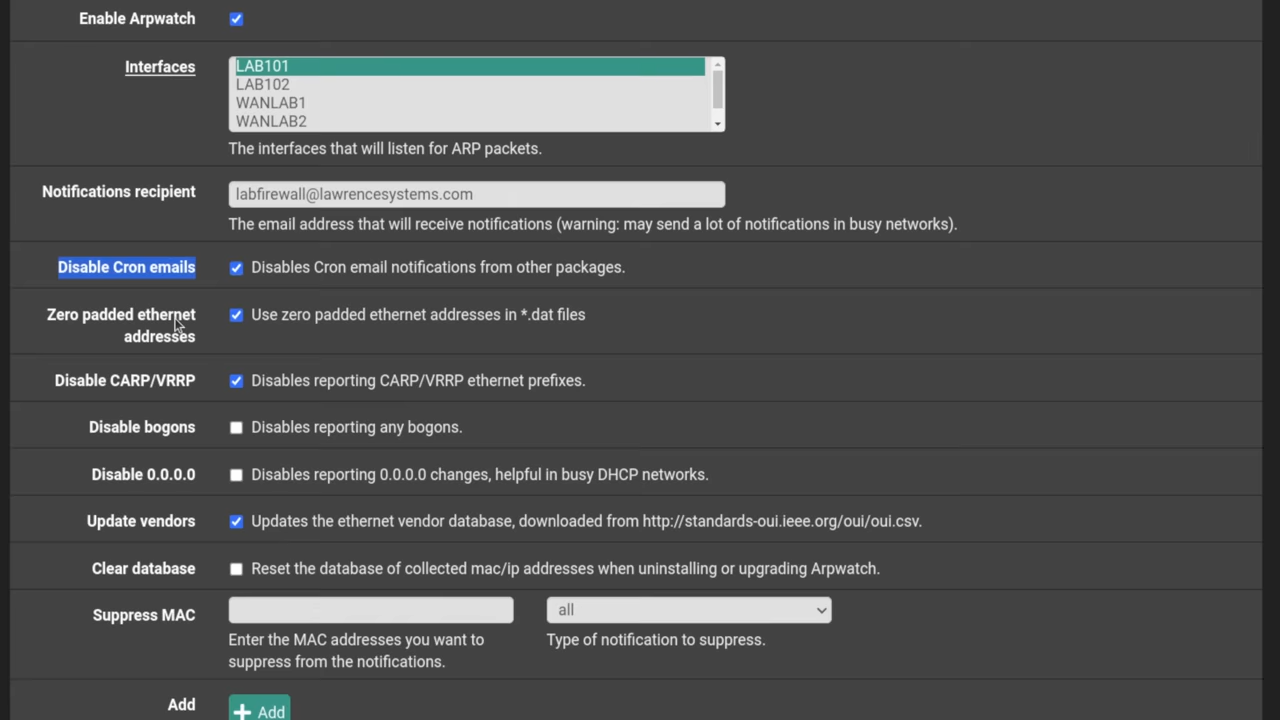 Enable Arpwatch
Interfaces
LAB101
LAB102
WANLAB1
WANLAB2
The interfaces that will listen for ARP packets.
Notifications recipient
labfirewall@lawrencesystems.com
The email address that will receive notifications (warning: may send a lot of notifications in busy networks).
Disable Cron emails
Disables Cron email notifications from other packages.
Zero padded ethernet
addresses
Use zero padded ethernet addresses in *.dat files
Disable CARP/VRRP
Disables reporting CARP/VRRP ethernet prefixes.
Disable bogons
Disables reporting any bogons.
Disable 0.0.0.0
Disables reporting 0.0.0.0 changes, helpful in busy DHCP networks.
Update vendors
Updates the ethernet vendor database, downloaded from http://standards-oui.ieee.org/oui/oui.csv.
Clear database
Reset the database of collected mac/ip addresses when uninstalling or upgrading Arpwatch.
Suppress MAC
all
Enter the MAC addresses you want to
suppress from the notifications.
Type of notification to suppress.
Add
Add